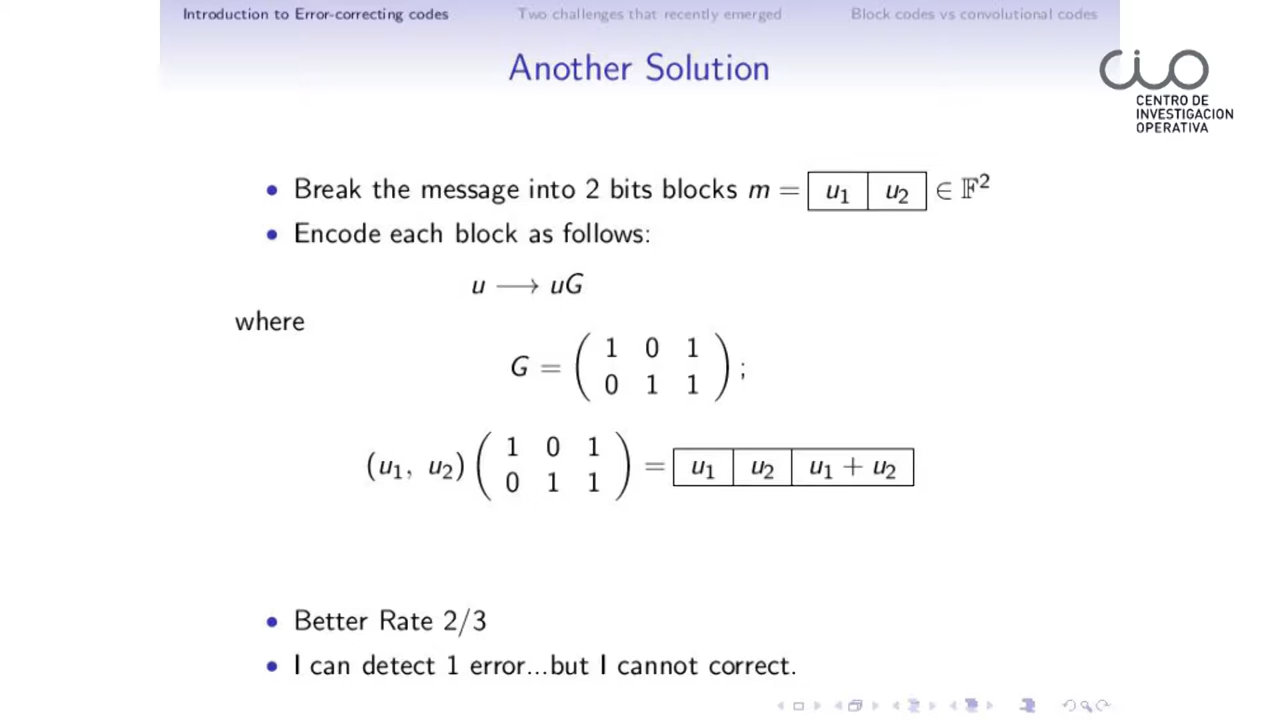 Introduction to Error-correcting codes Two challenges that recently emerged Block codes vs convolutional codes
Another Solution
CIO
CENTRO DE
INVESTIGACION
OPERATIVA
• Break the message into 2 bits blocks m = u₁ u₂ ∈ 𝔽²
• Encode each block as follows:
u ⟶ uG
where
G = ( 1 0 1
0 1 1 ) ;
(u₁, u₂) ( 1 0 1
0 1 1 ) = u₁ u₂ u₁ + u₂
• Better Rate 2/3
• I can detect 1 error...but I cannot correct.